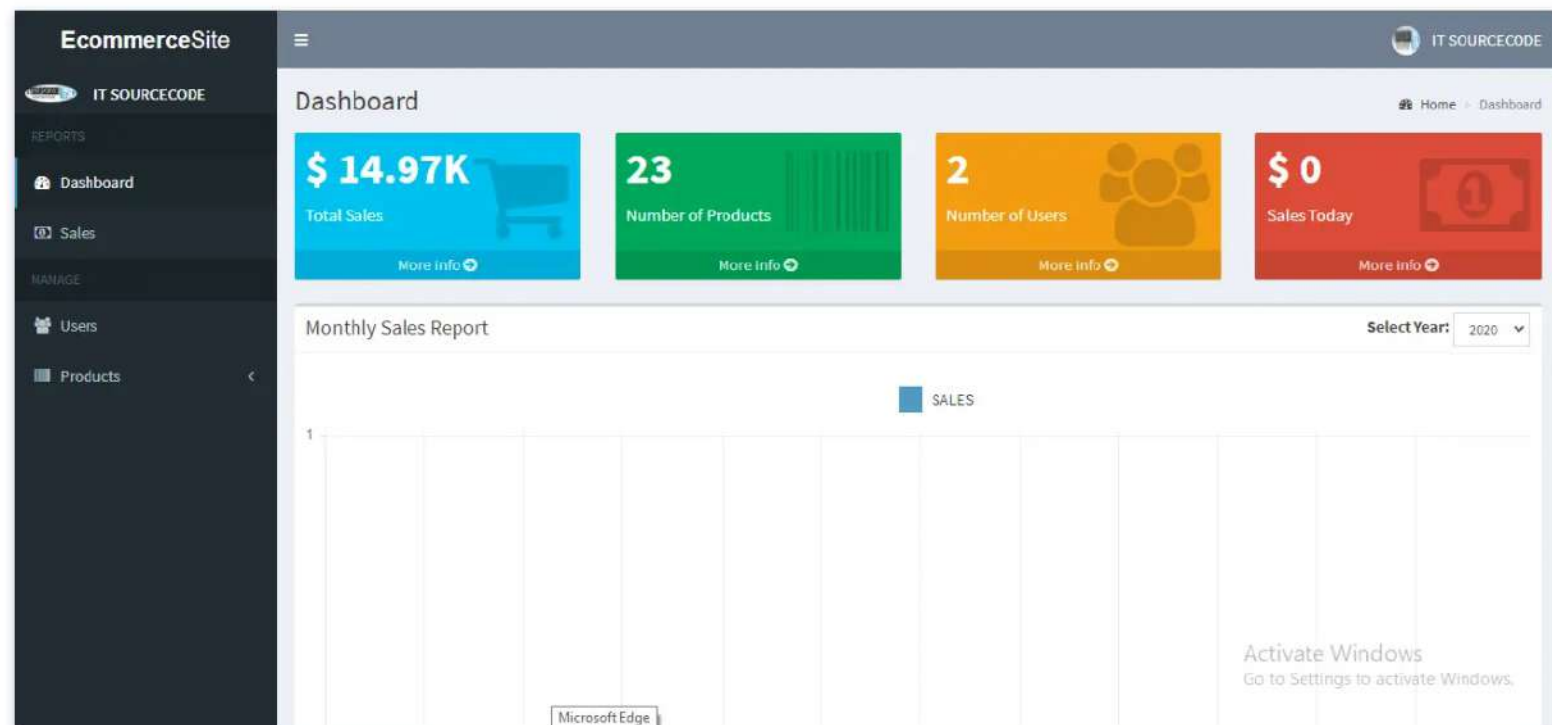 EcommerceSite
IT SOURCECODE
IT SOURCECODE
REPORTS
Dashboard
Sales
MANAGE
Users
Products
Dashboard
Home > Dashboard
$ 14.97K
Total Sales
More info
23
Number of Products
More info
2
Number of Users
More info
$ 0
Sales Today
More info
Monthly Sales Report
Select Year: 2020
SALES
1
Activate Windows
Go to Settings to activate Windows.
Microsoft Edge